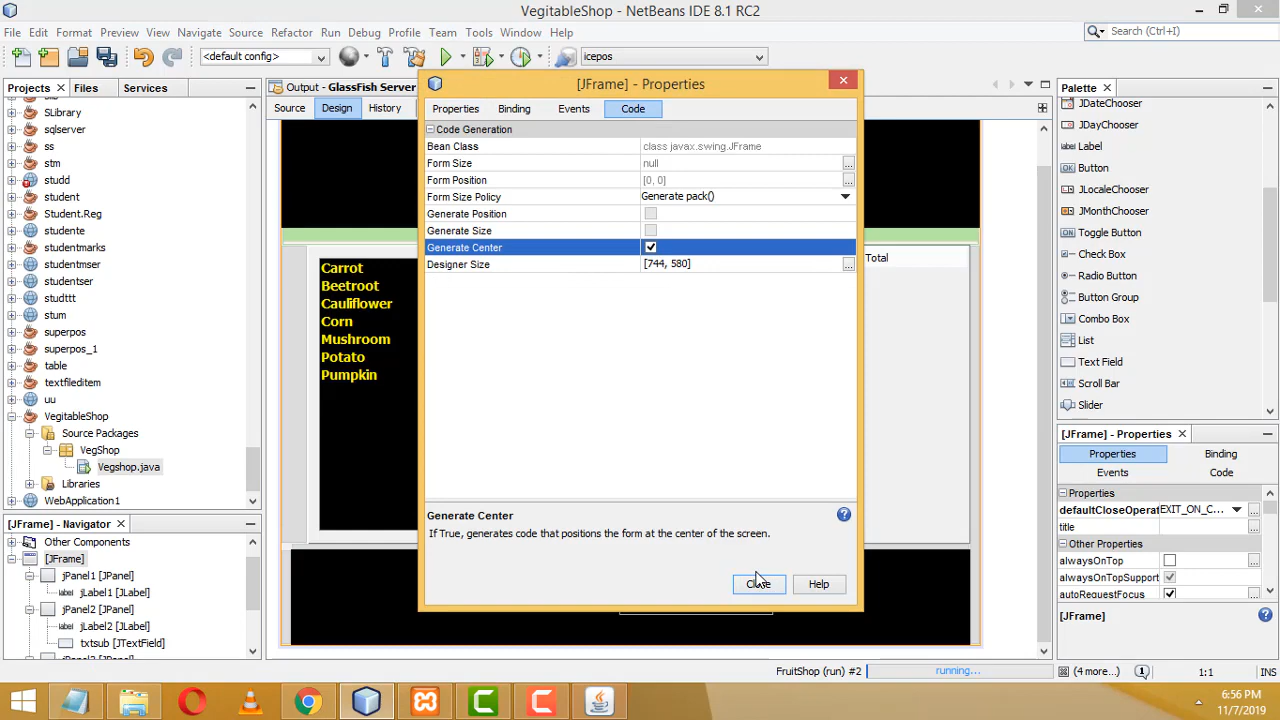 VegitableShop - NetBeans IDE 8.1 RC2
File Edit Format Preview View Navigate Source Refactor Run Debug Profile Team Tools Window Help
Search (Ctrl+I)
<default config>
icepos
Projects Files Services
SLibrary
sqlserver
ss
stm
studd
student
Student.Reg
studente
studentmarks
studentmser
studentser
studttt
stum
superpos
superpos_1
table
textfileditem
uu
VegitableShop
Source Packages
VegShop
Vegshop.java
Libraries
WebApplication1
[JFrame] - Navigator
Other Components
[JFrame]
jPanel1 [JPanel]
jLabel1 [JLabel]
jPanel2 [JPanel]
jLabel2 [JLabel]
txtsub [JTextField]
Output - GlassFish Server
Source Design History
Carrot
Beetroot
Cauliflower
Corn
Mushroom
Potato
Pumpkin
Total
[JFrame] - Properties
Properties Binding Events Code
Code Generation
Bean Class class javax.swing.JFrame
Form Size null
Form Position [0, 0]
Form Size Policy Generate pack()
Generate Position
Generate Size
Generate Center
Designer Size [744, 580]
Generate Center
If True, generates code that positions the form at the center of the screen.
Close Help
Palette
JDateChooser
JDayChooser
label Label
Button
JLocaleChooser
JMonthChooser
Toggle Button
Check Box
Radio Button
Button Group
Combo Box
List
Text Field
Scroll Bar
Slider
[JFrame] - Properties
Properties Binding
Events Code
Properties
defaultCloseOperat EXIT_ON_C...
title
Other Properties
alwaysOnTop
alwaysOnTopSupport
autoRequestFocus
[JFrame]
FruitShop (run) #2 running... (4 more...) 1 1:1 INS
6:56 PM
11/7/2019